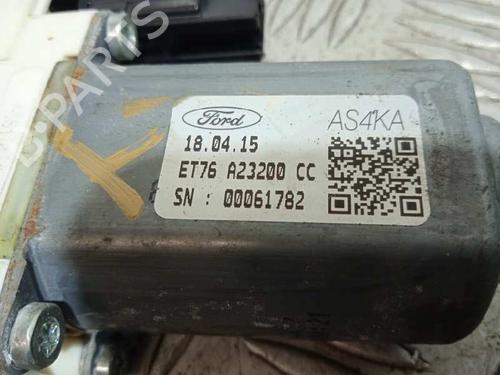 Ford AS4KA
18.04.15
ET76 A23200 CC
SN : 00061782
B-PARTS